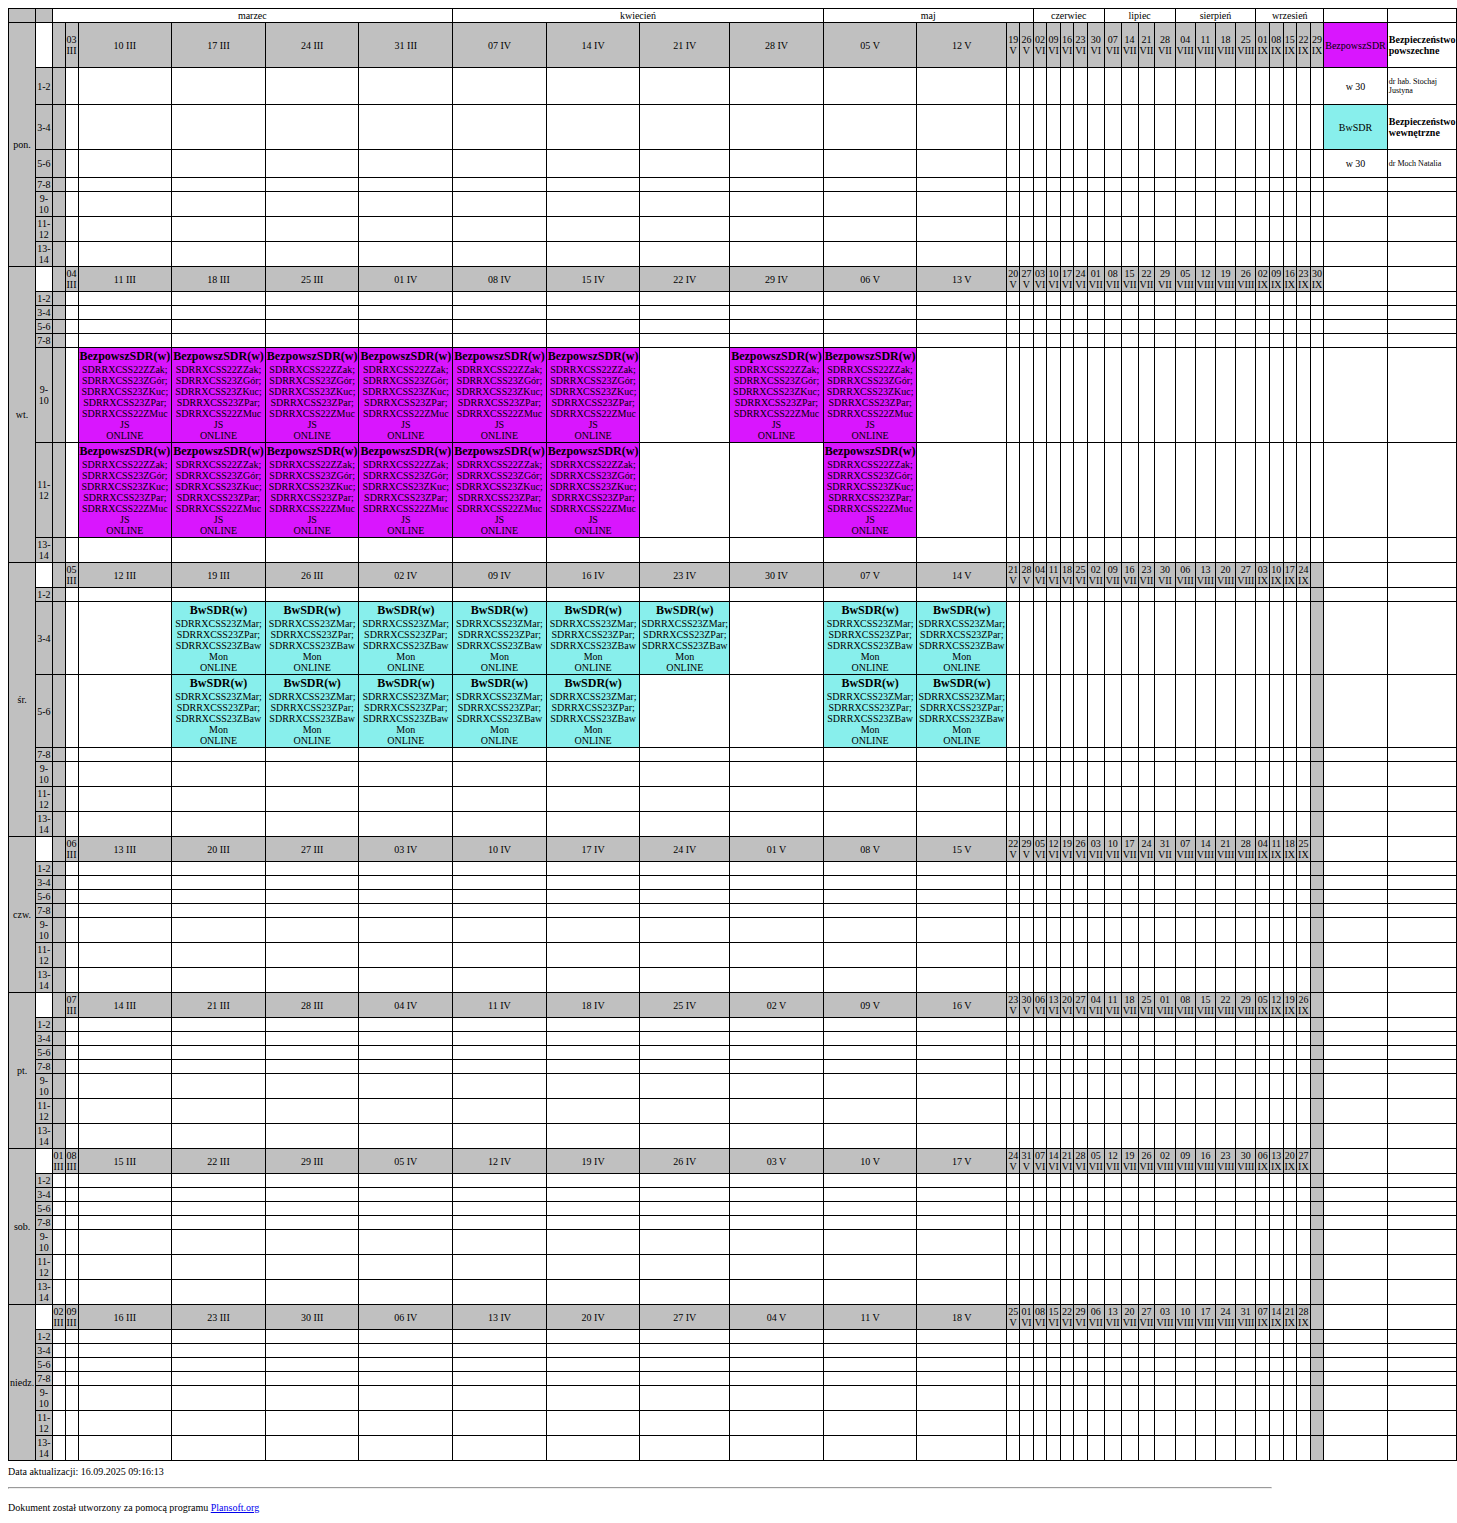 marzec kwiecień maj czerwiec lipiec sierpień wrzesień
pon. 03 III 10 III 17 III 24 III 31 III 07 IV 14 IV 21 IV 28 IV 05 V 12 V 19 V 26 V 02 VI 09 VI 16 VI 23 VI 30 VI 07 VII 14 VII 21 VII 28 VII 04 VIII 11 VIII 18 VIII 25 VIII 01 IX 08 IX 15 IX 22 IX 29 IX BezpowszSDR Bezpieczeństwo powszechne
1-2 w 30 dr hab. Stochaj Justyna
3-4 BwSDR Bezpieczeństwo wewnętrzne
5-6 w 30 dr Moch Natalia
7-8
9-10
11-12
13-14
wt. 04 III 11 III 18 III 25 III 01 IV 08 IV 15 IV 22 IV 29 IV 06 V 13 V 20 V 27 V 03 VI 10 VI 17 VI 24 VI 01 VII 08 VII 15 VII 22 VII 29 VII 05 VIII 12 VIII 19 VIII 26 VIII 02 IX 09 IX 16 IX 23 IX 30 IX
1-2
3-4
5-6
7-8
9-10
BezpowszSDR(w) BezpowszSDR(w) BezpowszSDR(w) BezpowszSDR(w) BezpowszSDR(w) BezpowszSDR(w) BezpowszSDR(w) BezpowszSDR(w)
SDRRXCSS22ZZak; SDRRXCSS22ZZak; SDRRXCSS22ZZak; SDRRXCSS22ZZak; SDRRXCSS22ZZak; SDRRXCSS22ZZak; SDRRXCSS22ZZak; SDRRXCSS22ZZak;
SDRRXCSS23ZGór; SDRRXCSS23ZGór; SDRRXCSS23ZGór; SDRRXCSS23ZGór; SDRRXCSS23ZGór; SDRRXCSS23ZGór; SDRRXCSS23ZGór; SDRRXCSS23ZGór;
SDRRXCSS23ZKuc; SDRRXCSS23ZKuc; SDRRXCSS23ZKuc; SDRRXCSS23ZKuc; SDRRXCSS23ZKuc; SDRRXCSS23ZKuc; SDRRXCSS23ZKuc; SDRRXCSS23ZKuc;
SDRRXCSS23ZPar; SDRRXCSS23ZPar; SDRRXCSS23ZPar; SDRRXCSS23ZPar; SDRRXCSS23ZPar; SDRRXCSS23ZPar; SDRRXCSS23ZPar; SDRRXCSS23ZPar;
SDRRXCSS22ZMuc SDRRXCSS22ZMuc SDRRXCSS22ZMuc SDRRXCSS22ZMuc SDRRXCSS22ZMuc SDRRXCSS22ZMuc SDRRXCSS22ZMuc SDRRXCSS22ZMuc
JS JS JS JS JS JS JS JS
ONLINE ONLINE ONLINE ONLINE ONLINE ONLINE ONLINE ONLINE
11-12
BezpowszSDR(w) BezpowszSDR(w) BezpowszSDR(w) BezpowszSDR(w) BezpowszSDR(w) BezpowszSDR(w) BezpowszSDR(w)
SDRRXCSS22ZZak; SDRRXCSS22ZZak; SDRRXCSS22ZZak; SDRRXCSS22ZZak; SDRRXCSS22ZZak; SDRRXCSS22ZZak; SDRRXCSS22ZZak;
SDRRXCSS23ZGór; SDRRXCSS23ZGór; SDRRXCSS23ZGór; SDRRXCSS23ZGór; SDRRXCSS23ZGór; SDRRXCSS23ZGór; SDRRXCSS23ZGór;
SDRRXCSS23ZKuc; SDRRXCSS23ZKuc; SDRRXCSS23ZKuc; SDRRXCSS23ZKuc; SDRRXCSS23ZKuc; SDRRXCSS23ZKuc; SDRRXCSS23ZKuc;
SDRRXCSS23ZPar; SDRRXCSS23ZPar; SDRRXCSS23ZPar; SDRRXCSS23ZPar; SDRRXCSS23ZPar; SDRRXCSS23ZPar; SDRRXCSS23ZPar;
SDRRXCSS22ZMuc SDRRXCSS22ZMuc SDRRXCSS22ZMuc SDRRXCSS22ZMuc SDRRXCSS22ZMuc SDRRXCSS22ZMuc SDRRXCSS22ZMuc
JS JS JS JS JS JS JS
ONLINE ONLINE ONLINE ONLINE ONLINE ONLINE ONLINE
13-14
śr. 05 III 12 III 19 III 26 III 02 IV 09 IV 16 IV 23 IV 30 IV 07 V 14 V 21 V 28 V 04 VI 11 VI 18 VI 25 VI 02 VII 09 VII 16 VII 23 VII 30 VII 06 VIII 13 VIII 20 VIII 27 VIII 03 IX 10 IX 17 IX 24 IX
1-2
3-4
BwSDR(w) BwSDR(w) BwSDR(w) BwSDR(w) BwSDR(w) BwSDR(w) BwSDR(w) BwSDR(w)
SDRRXCSS23ZMar; SDRRXCSS23ZMar; SDRRXCSS23ZMar; SDRRXCSS23ZMar; SDRRXCSS23ZMar; SDRRXCSS23ZMar; SDRRXCSS23ZMar; SDRRXCSS23ZMar;
SDRRXCSS23ZPar; SDRRXCSS23ZPar; SDRRXCSS23ZPar; SDRRXCSS23ZPar; SDRRXCSS23ZPar; SDRRXCSS23ZPar; SDRRXCSS23ZPar; SDRRXCSS23ZPar;
SDRRXCSS23ZBaw SDRRXCSS23ZBaw SDRRXCSS23ZBaw SDRRXCSS23ZBaw SDRRXCSS23ZBaw SDRRXCSS23ZBaw SDRRXCSS23ZBaw SDRRXCSS23ZBaw
Mon Mon Mon Mon Mon Mon Mon Mon
ONLINE ONLINE ONLINE ONLINE ONLINE ONLINE ONLINE ONLINE
5-6
BwSDR(w) BwSDR(w) BwSDR(w) BwSDR(w) BwSDR(w) BwSDR(w) BwSDR(w)
SDRRXCSS23ZMar; SDRRXCSS23ZMar; SDRRXCSS23ZMar; SDRRXCSS23ZMar; SDRRXCSS23ZMar; SDRRXCSS23ZMar; SDRRXCSS23ZMar;
SDRRXCSS23ZPar; SDRRXCSS23ZPar; SDRRXCSS23ZPar; SDRRXCSS23ZPar; SDRRXCSS23ZPar; SDRRXCSS23ZPar; SDRRXCSS23ZPar;
SDRRXCSS23ZBaw SDRRXCSS23ZBaw SDRRXCSS23ZBaw SDRRXCSS23ZBaw SDRRXCSS23ZBaw SDRRXCSS23ZBaw SDRRXCSS23ZBaw
Mon Mon Mon Mon Mon Mon Mon
ONLINE ONLINE ONLINE ONLINE ONLINE ONLINE ONLINE
7-8
9-10
11-12
13-14
czw. 06 III 13 III 20 III 27 III 03 IV 10 IV 17 IV 24 IV 01 V 08 V 15 V 22 V 29 V 05 VI 12 VI 19 VI 26 VI 03 VII 10 VII 17 VII 24 VII 31 VII 07 VIII 14 VIII 21 VIII 28 VIII 04 IX 11 IX 18 IX 25 IX
1-2
3-4
5-6
7-8
9-10
11-12
13-14
pt. 07 III 14 III 21 III 28 III 04 IV 11 IV 18 IV 25 IV 02 V 09 V 16 V 23 V 30 V 06 VI 13 VI 20 VI 27 VI 04 VII 11 VII 18 VII 25 VII 01 VIII 08 VIII 15 VIII 22 VIII 29 VIII 05 IX 12 IX 19 IX 26 IX
1-2
3-4
5-6
7-8
9-10
11-12
13-14
sob. 01 III 08 III 15 III 22 III 29 III 05 IV 12 IV 19 IV 26 IV 03 V 10 V 17 V 24 V 31 V 07 VI 14 VI 21 VI 28 VI 05 VII 12 VII 19 VII 26 VII 02 VIII 09 VIII 16 VIII 23 VIII 30 VIII 06 IX 13 IX 20 IX 27 IX
1-2
3-4
5-6
7-8
9-10
11-12
13-14
niedz 02 III 09 III 16 III 23 III 30 III 06 IV 13 IV 20 IV 27 IV 04 V 11 V 18 V 25 V 01 VI 08 VI 15 VI 22 VI 29 VI 06 VII 13 VII 20 VII 27 VII 03 VIII 10 VIII 17 VIII 24 VIII 31 VIII 07 IX 14 IX 21 IX 28 IX
1-2
3-4
5-6
7-8
9-10
11-12
13-14
Data aktualizacji: 16.09.2025 09:16:13
Dokument został utworzony za pomocą programu Plansoft.org